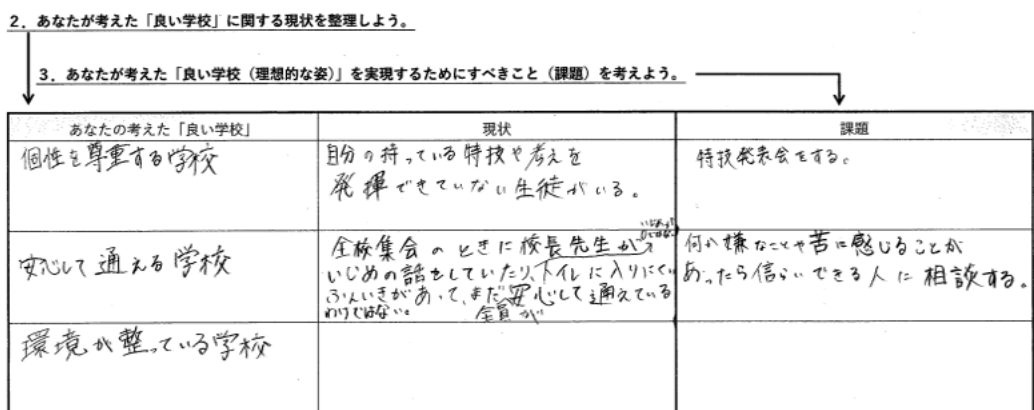 2．あなたが考えた「良い学校」に関する現状を整理しよう。
3．あなたが考えた「良い学校（理想的な姿）」を実現するためにすべきこと（課題）を考えよう。
あなたの考えた「良い学校」
現状
課題
個性を尊重する学校
自分の持っている特技や考えを
発揮できていない生徒がいる。
特技発表会をする。
安心して通える学校
全校集会のときに校長先生が
いじめの話をしていたり、トイレに入りにくい
ふんいきがあって、まだ安心して通えている
わけではない。
全員が
何か嫌なことや苦に感じることが
あったら信らいできる人に相談する。
環境が整っている学校